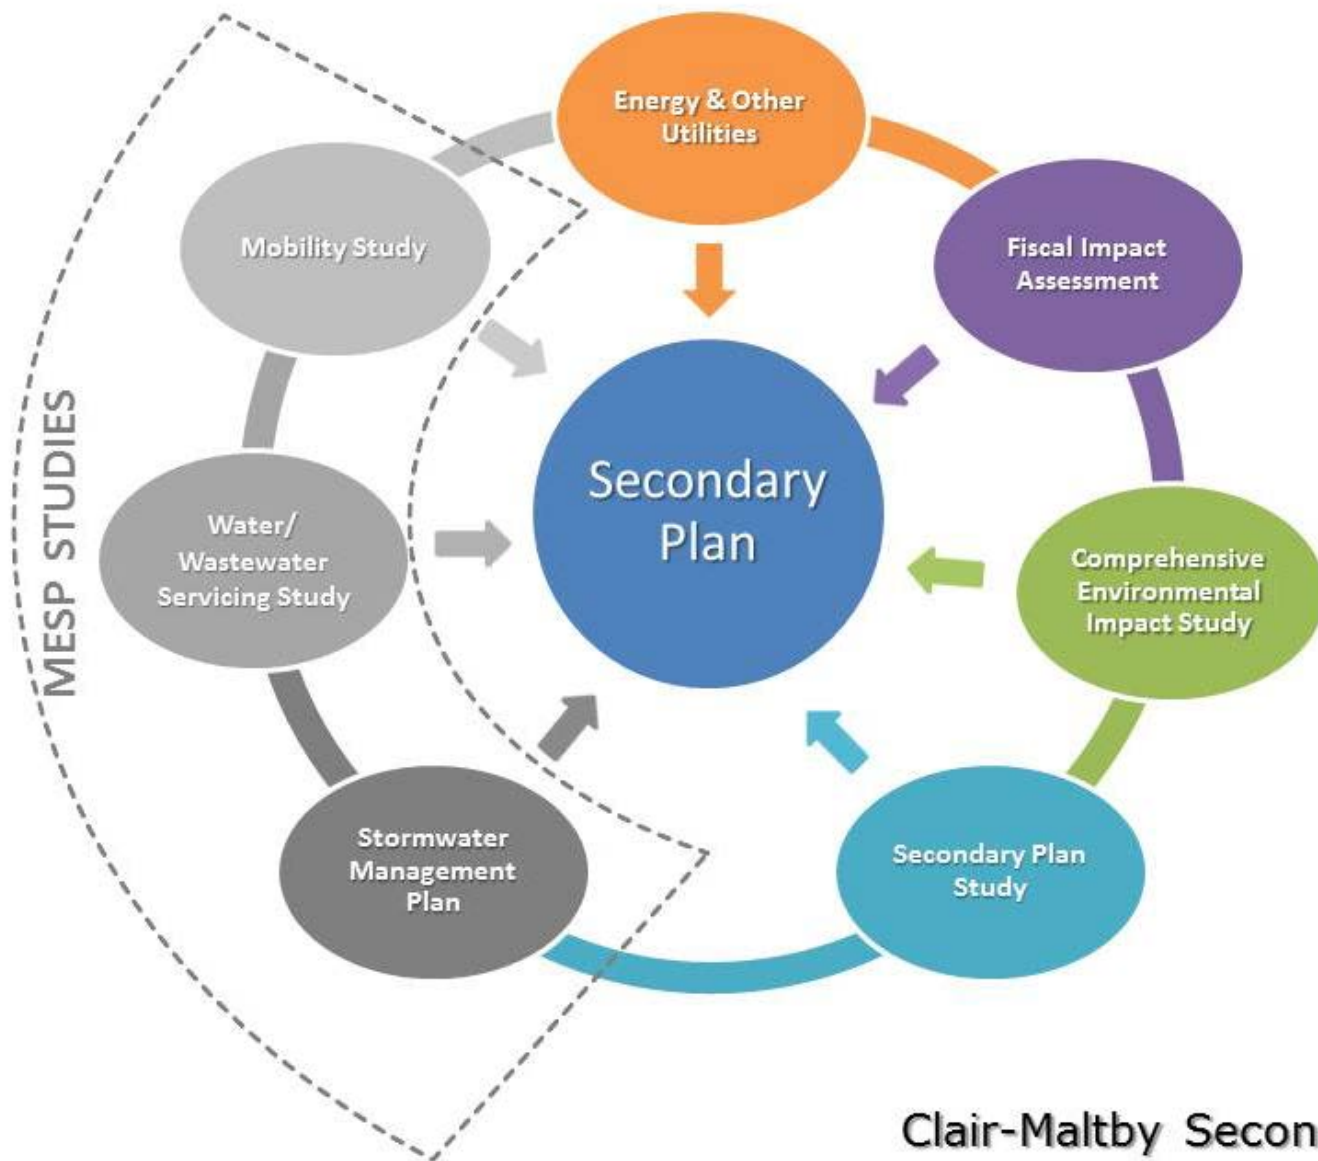 Energy & Other
Utilities
Mobility Study
Fiscal Impact
Assessment
MESP STUDIES
Secondary
Plan
Water/
Wastewater
Servicing Study
Comprehensive
Environmental
Impact Study
Stormwater
Management
Plan
Secondary Plan
Study
Clair-Maltby Secon